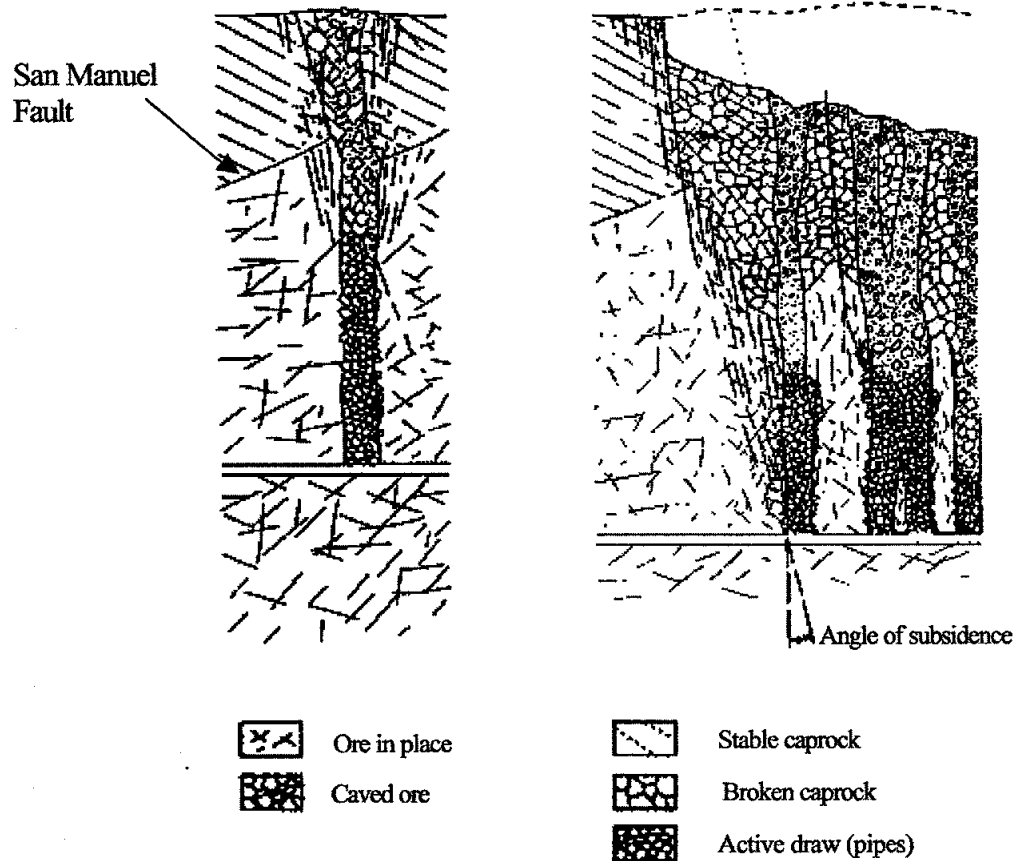 San Manuel
Fault
Angle of subsidence
Ore in place
Caved ore
Stable caprock
Broken caprock
Active draw (pipes)